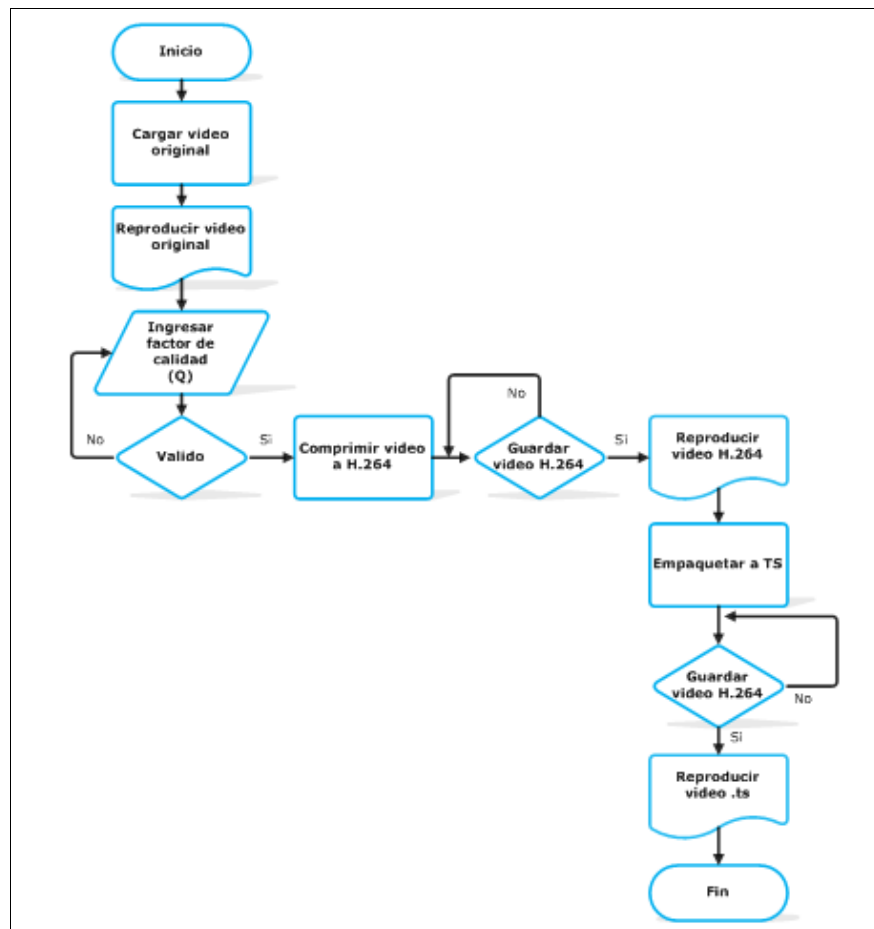 Inicio
Cargar video
original
Reproducir video
original
Ingresar
factor de
calidad
(Q)
No
Valido
Si
Comprimir video
a H.264
No
Guardar
video H.264
Si
Reproducir
video H.264
Empaquetar a TS
Guardar
video H.264
No
Si
Reproducir
video .ts
Fin